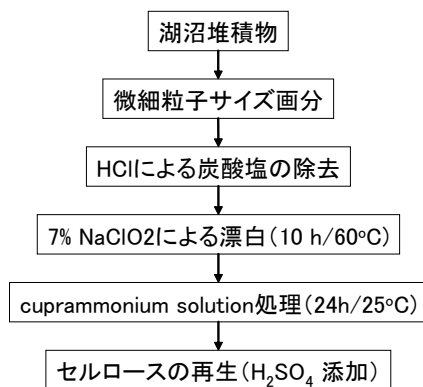 湖沼堆積物
微細粒子サイズ画分
HClによる炭酸塩の除去
7% NaClO2による漂白(10 h/60°C)
cuprammonium solution処理(24h/25°C)
セルロースの再生(H₂SO₄ 添加)